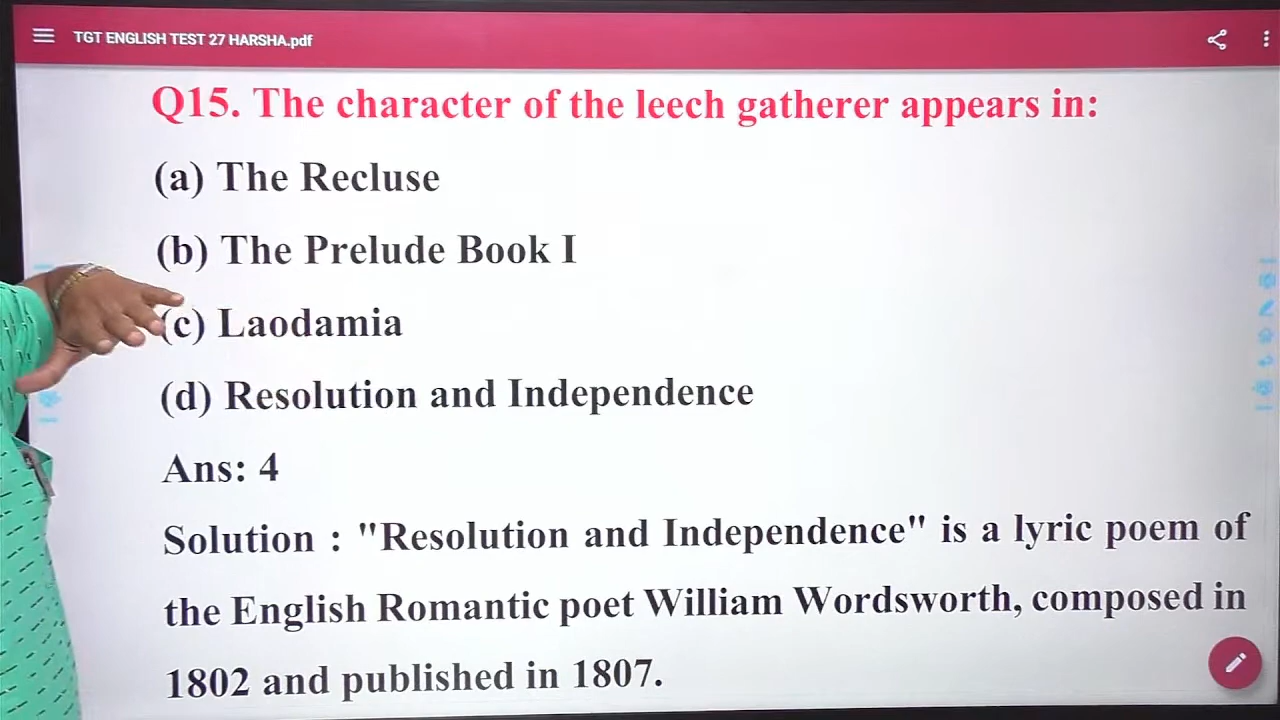 TGT ENGLISH TEST 27 HARSHA.pdf
Q15. The character of the leech gatherer appears in:
(a) The Recluse
(b) The Prelude Book I
(c) Laodamia
(d) Resolution and Independence
Ans: 4
Solution : "Resolution and Independence" is a lyric poem of
the English Romantic poet William Wordsworth, composed in
1802 and published in 1807.